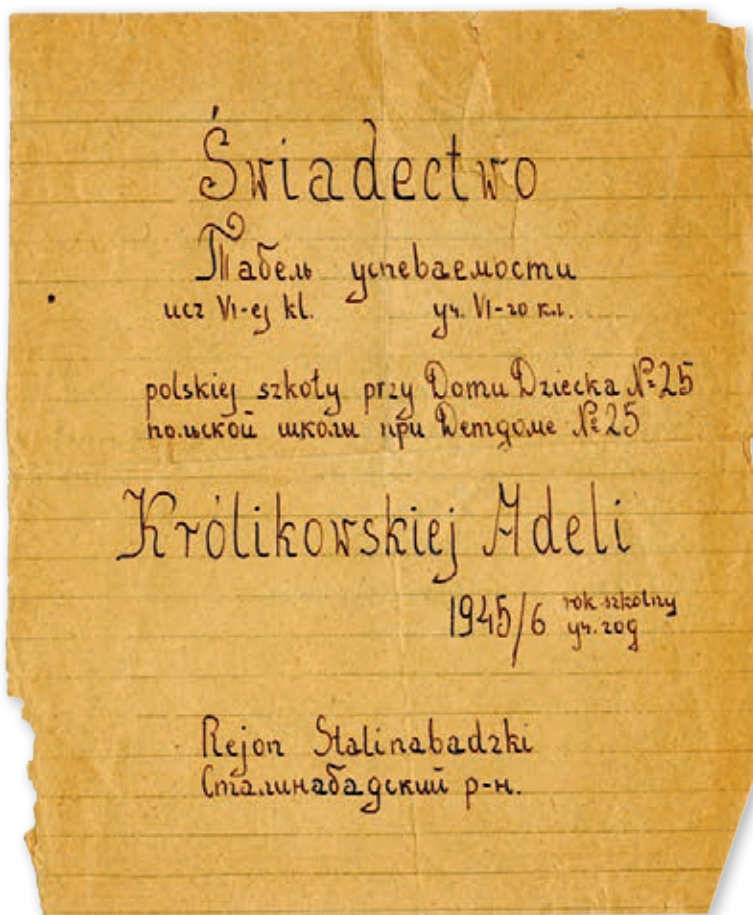 Świadectwo
Табель успеваемости
ucz VI-ej kl. уч. VI-го кл.
polskiej szkoły przy Domu Dziecka № 25
польской школы при Детдоме № 25
Królikowskiej Adeli
1945/6 rok szkolny
уч. год
Rejon Stalinabadzki
Сталинабадский р-н.